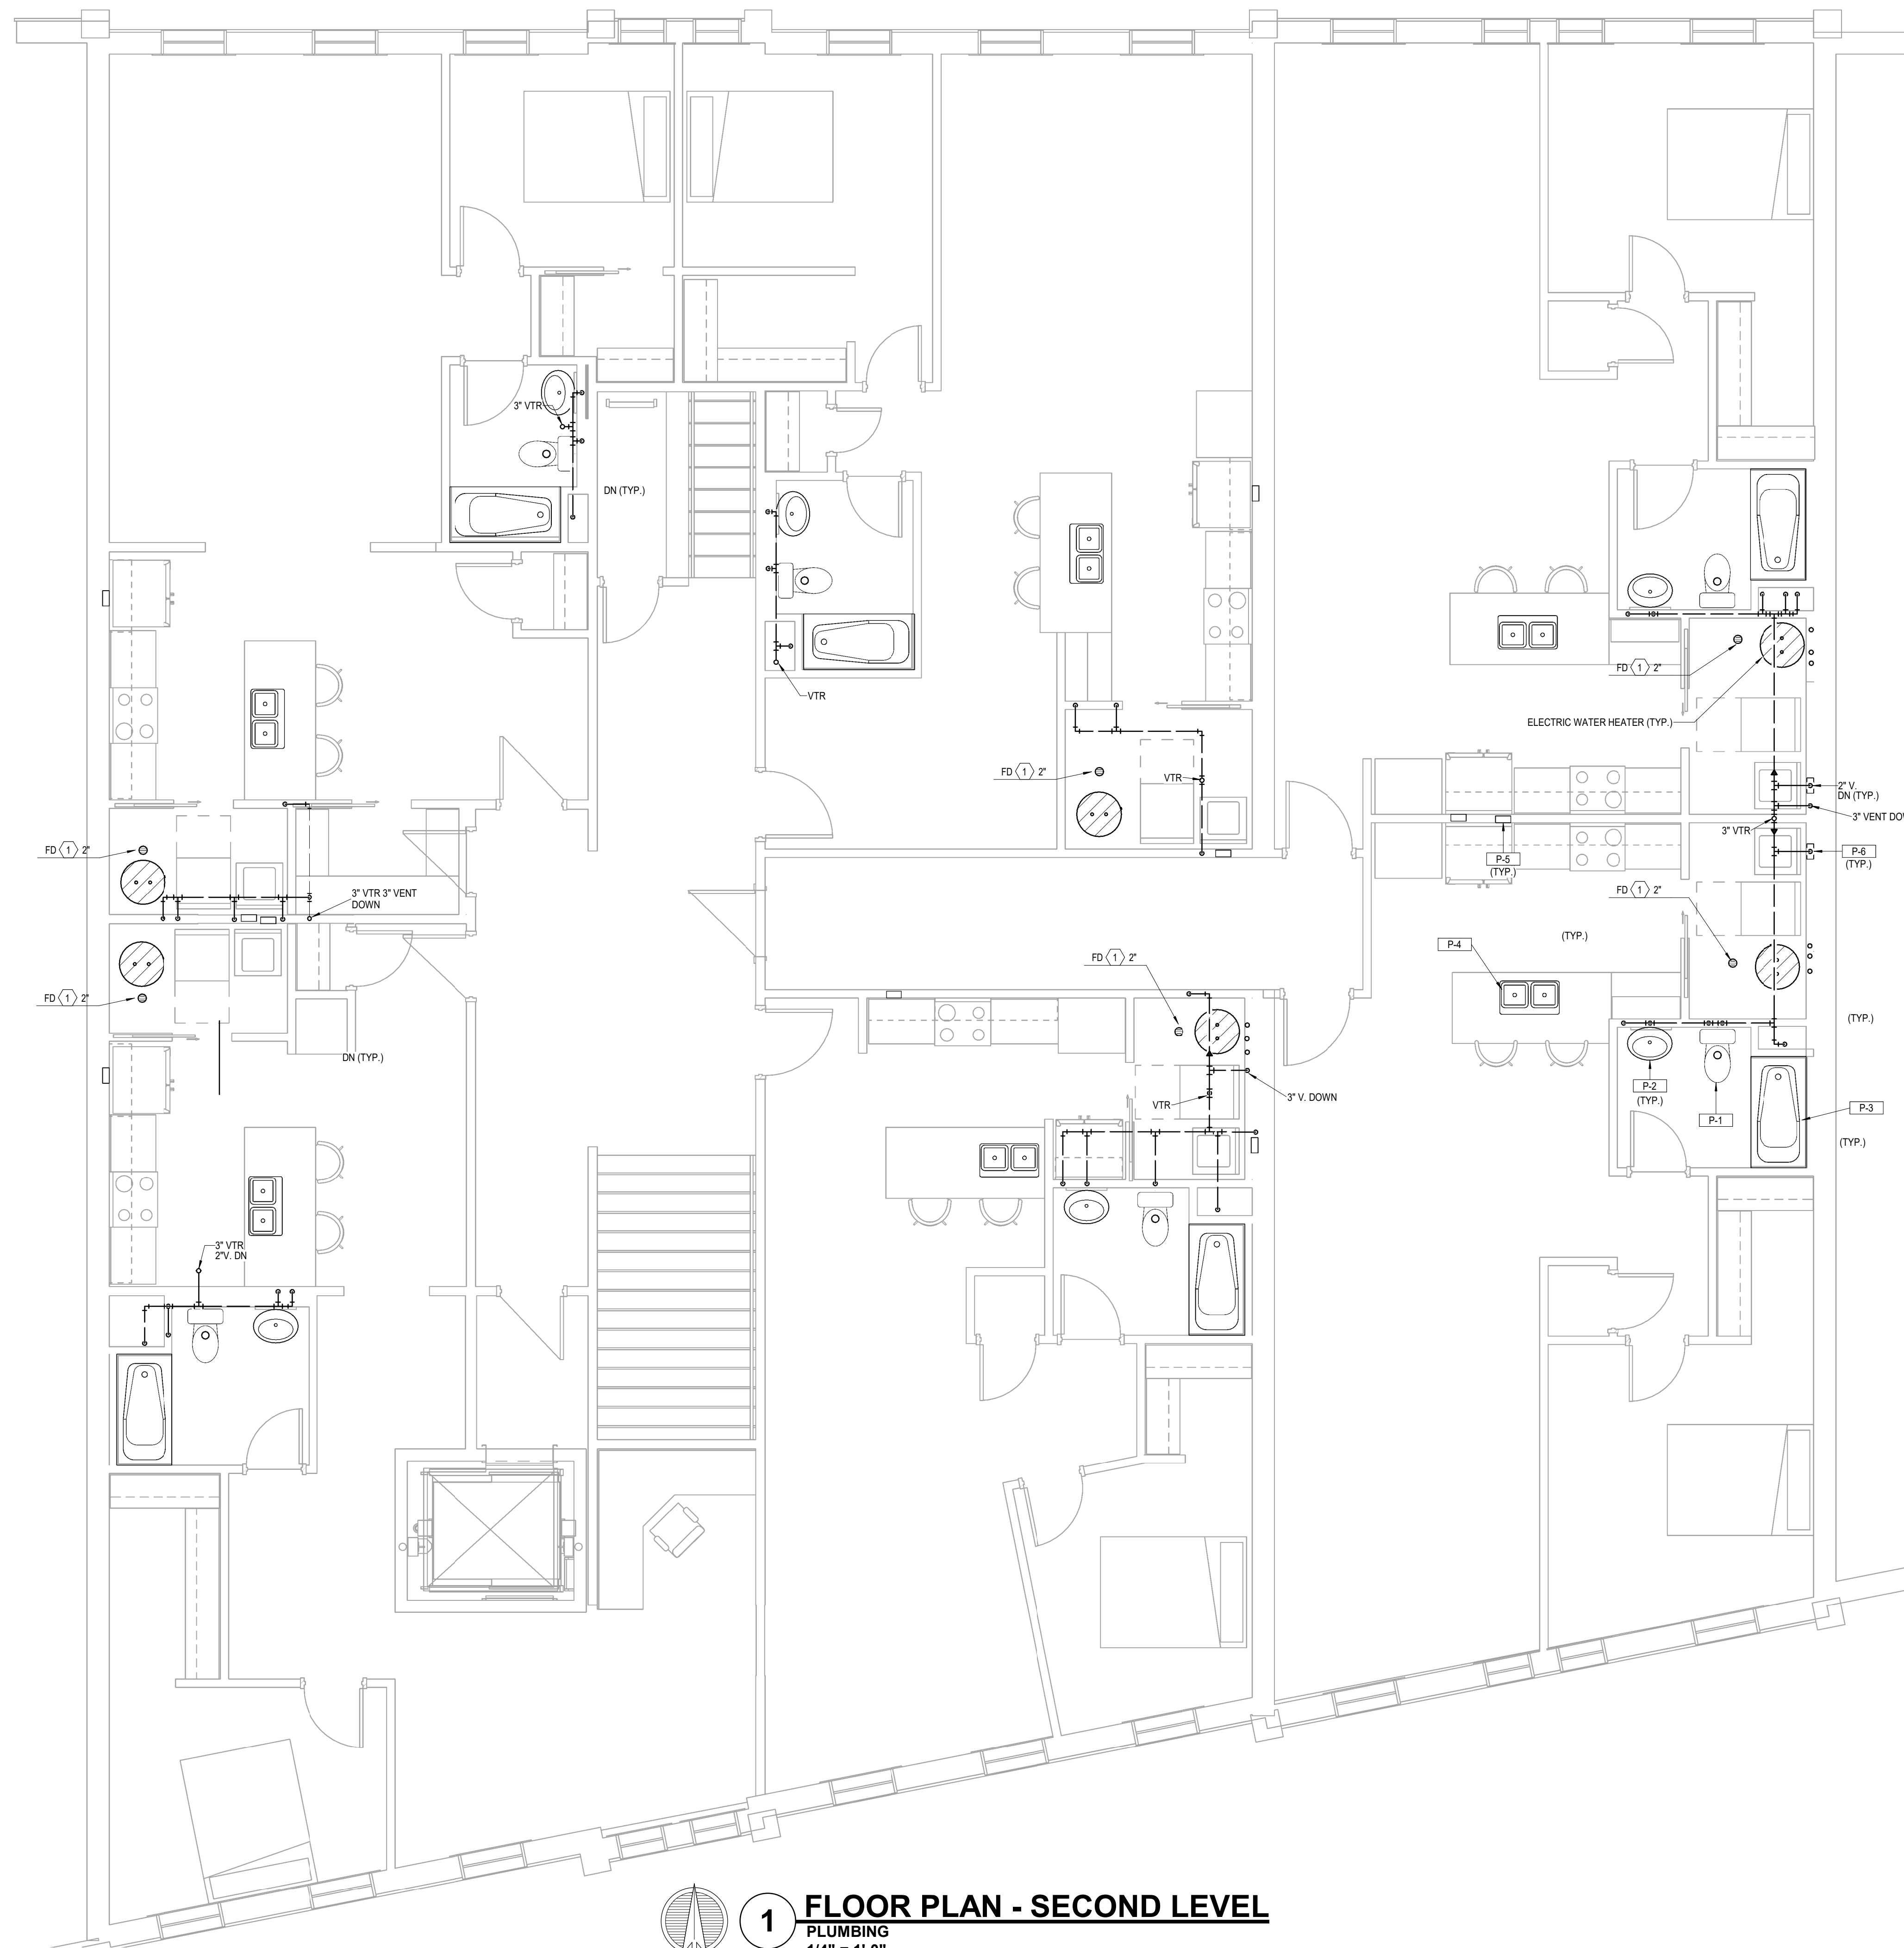 3" VTR
DN (TYP.)
VTR
FD 1 2"
ELECTRIC WATER HEATER (TYP.)
FD 1 2"
VTR
2" V.
DN (TYP.)
3" VTR
P-5
(TYP.)
P-6
(TYP.)
FD 1 2"
3" VTR 3" VENT
DOWN
FD 1 2"
P-4
(TYP.)
FD 1 2"
FD 1 2"
(TYP.)
DN (TYP.)
VTR
3" V. DOWN
P-2
(TYP.)
P-1
P-3
(TYP.)
3" VTR
2"V. DN
1
FLOOR PLAN - SECOND LEVEL
PLUMBING